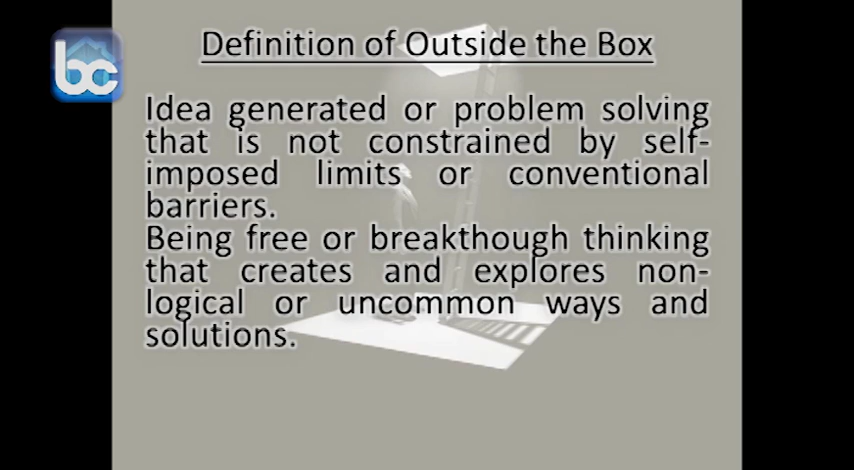 bc
Definition of Outside the Box
Idea generated or problem solving
that is not constrained by self-
imposed limits or conventional
barriers.
Being free or breakthough thinking
that creates and explores non-
logical or uncommon ways and
solutions.